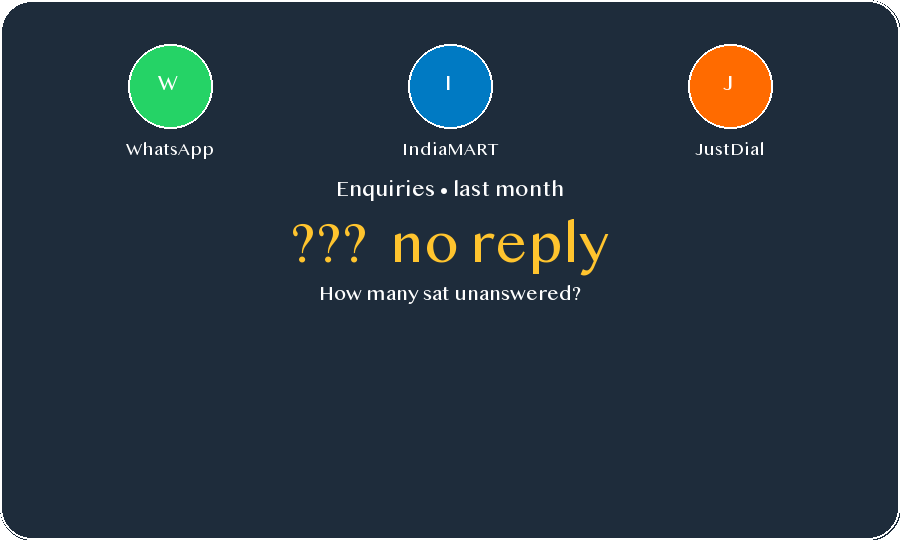 W I J
WhatsApp IndiaMART JustDial
Enquiries • last month
??? no reply
How many sat unanswered?